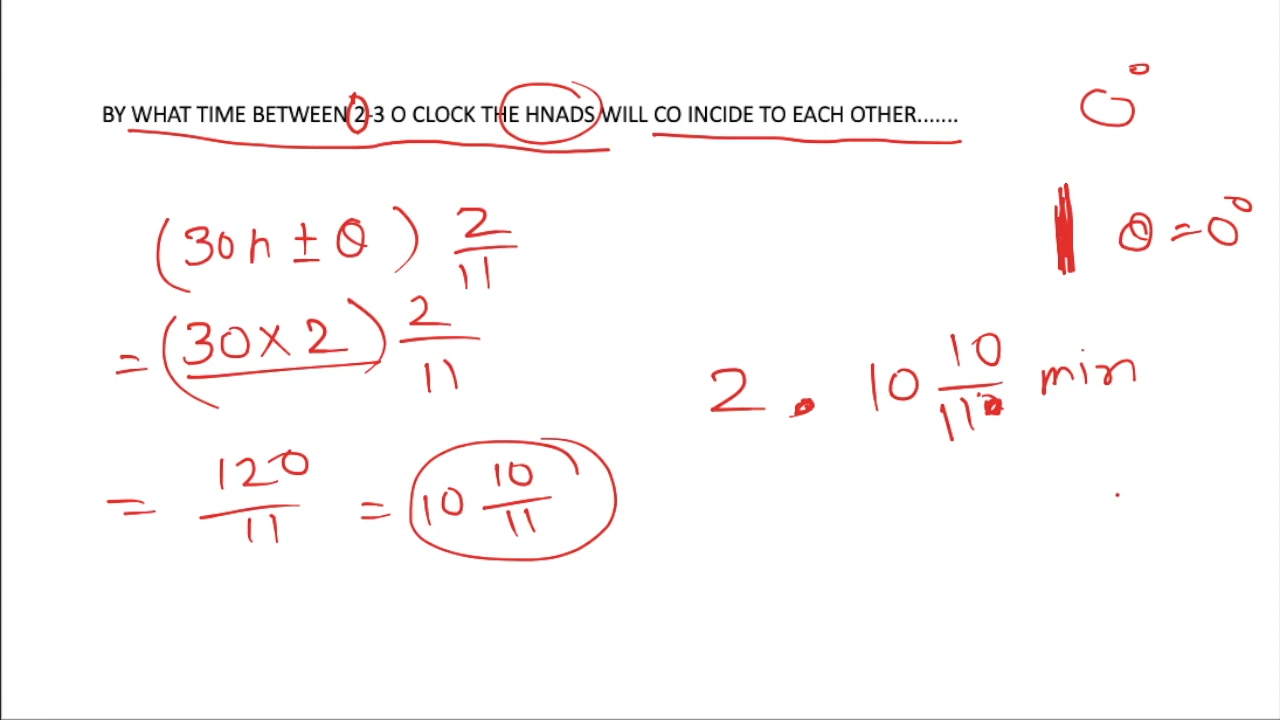 BY WHAT TIME BETWEEN 2-3 O CLOCK THE HNADS WILL CO INCIDE TO EACH OTHER.......
0°
(30n ± θ) 2/11
θ = 0°
= (30 × 2) 2/11
2 . 10 10/11 min
= 120/11 = 10 10/11